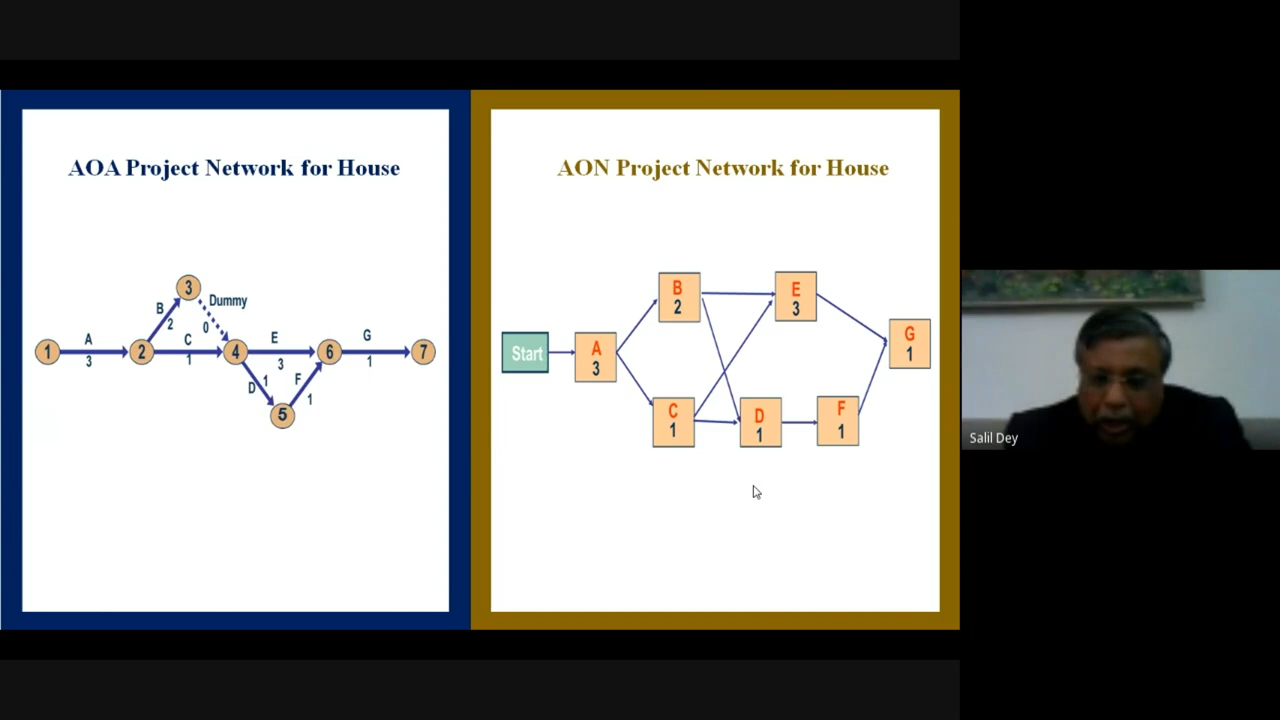 AOA Project Network for House
3
B
2
Dummy
0
1
A
3
2
C
1
4
E
3
6
G
1
7
D
1
F
1
5
AON Project Network for House
Start
A
3
B
2
E
3
G
1
C
1
D
1
F
1
Salil Dey